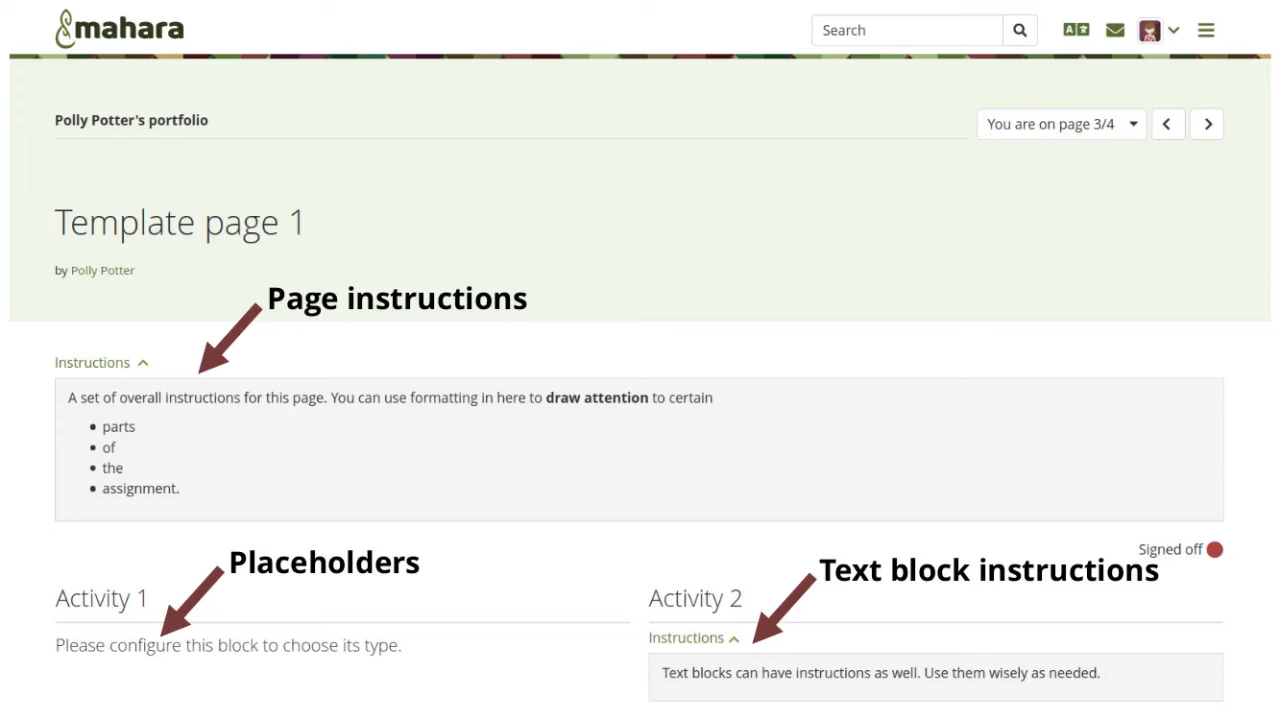 mahara
Search
Polly Potter's portfolio
You are on page 3/4
Template page 1
by Polly Potter
Page instructions
Instructions
A set of overall instructions for this page. You can use formatting in here to draw attention to certain
parts
of
the
assignment.
Signed off
Placeholders
Text block instructions
Activity 1
Please configure this block to choose its type.
Activity 2
Instructions
Text blocks can have instructions as well. Use them wisely as needed.